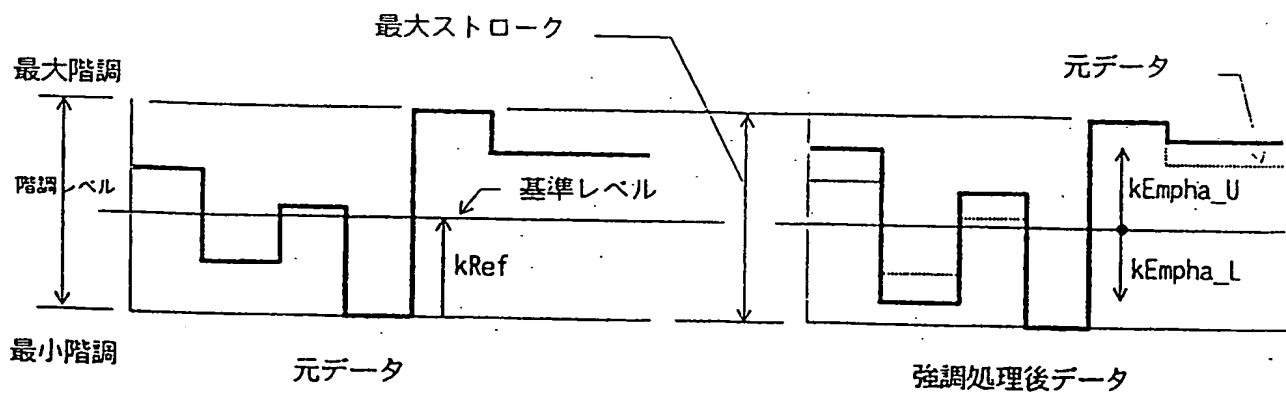 最大ストローク
最大階調
元データ
階調レベル
基準レベル
kEmpha_U
kRef
kEmpha_L
最小階調
元データ
強調処理後データ